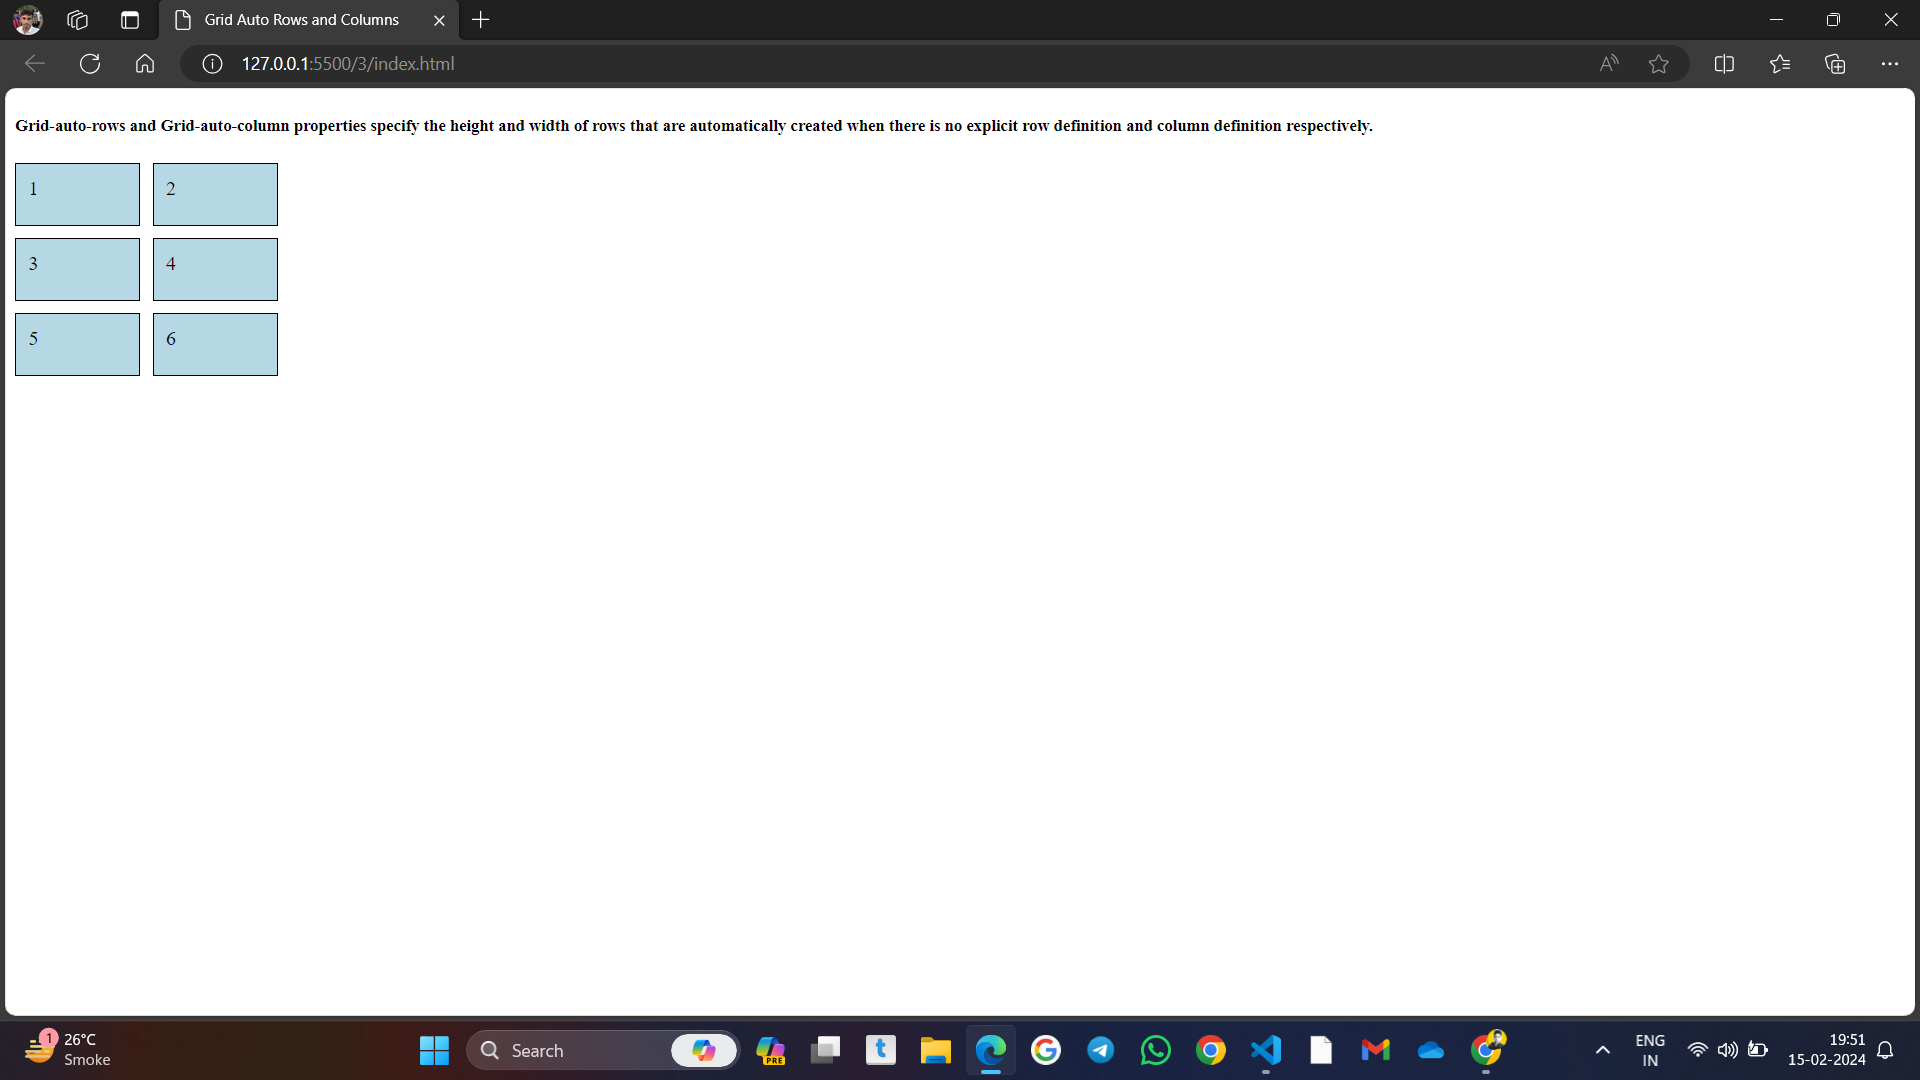 Grid Auto Rows and Columns
127.0.0.1:5500/3/index.html
Grid-auto-rows and Grid-auto-column properties specify the height and width of rows that are automatically created when there is no explicit row definition and column definition respectively.
1 2
3 4
5 6
1
26°C
Smoke
Search
PRE
t
ENG
IN
19:51
15-02-2024